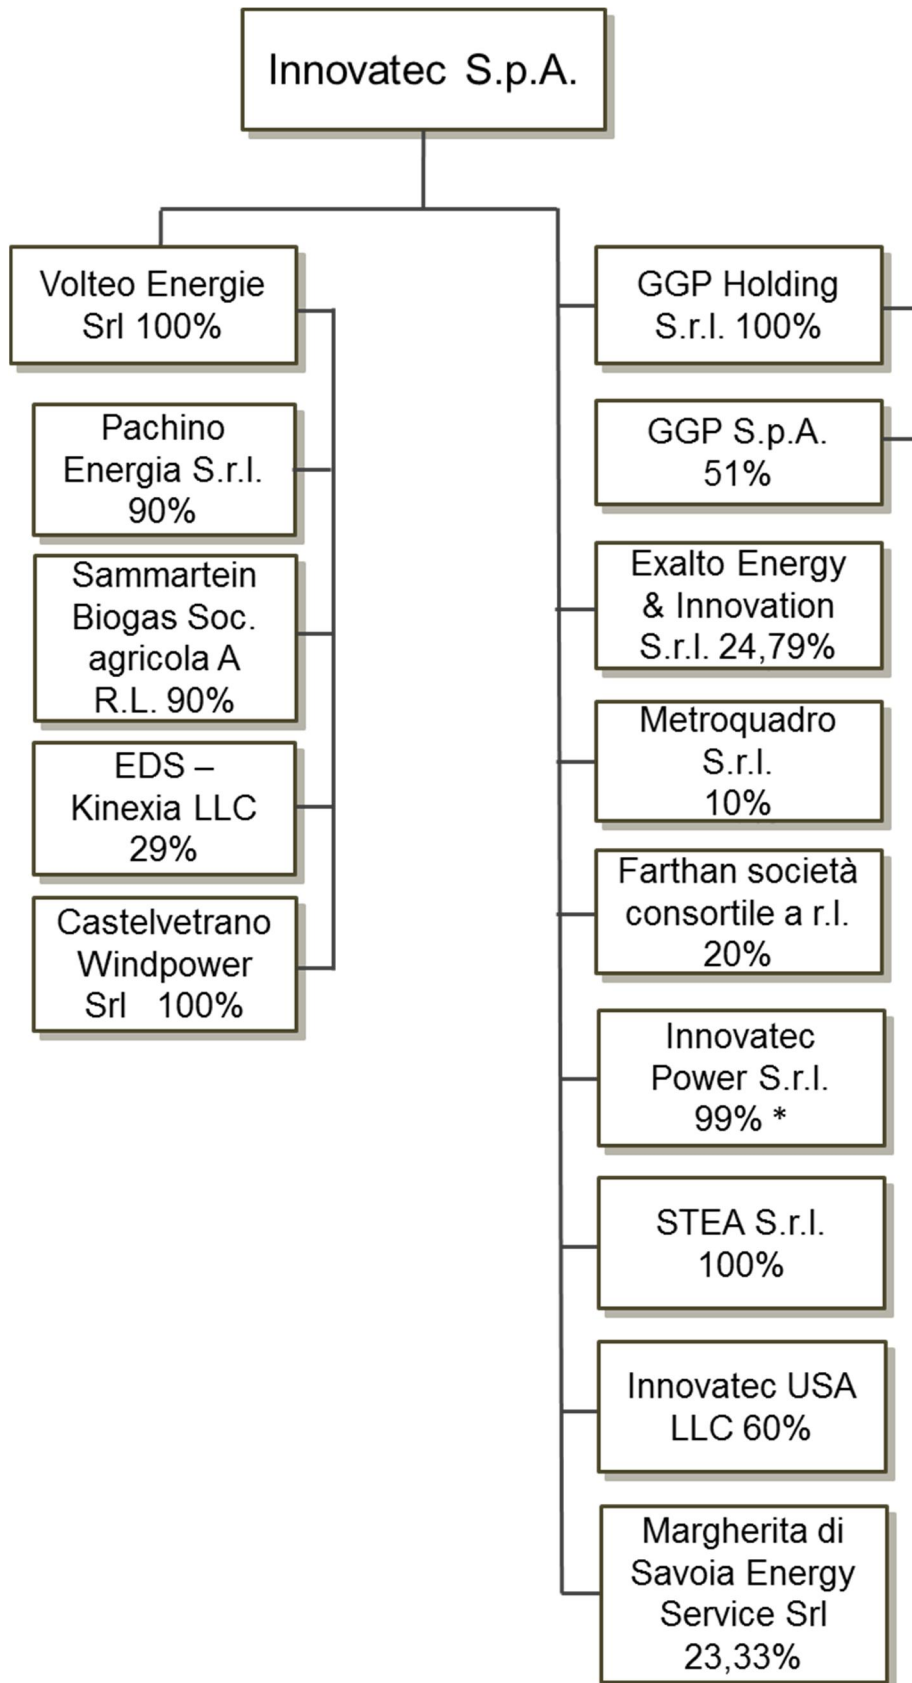 Innovatec S.p.A.
Volteo Energie
Srl 100%
Pachino
Energia S.r.l.
90%
Sammartein
Biogas Soc.
agricola A
R.L. 90%
EDS –
Kinexia LLC
29%
Castelvetrano
Windpower
Srl 100%
GGP Holding
S.r.l. 100%
GGP S.p.A.
51%
Exalto Energy
& Innovation
S.r.l. 24,79%
Metroquadro
S.r.l.
10%
Farthan società
consortile a r.l.
20%
Innovatec
Power S.r.l.
99% *
STEA S.r.l.
100%
Innovatec USA
LLC 60%
Margherita di
Savoia Energy
Service Srl
23,33%